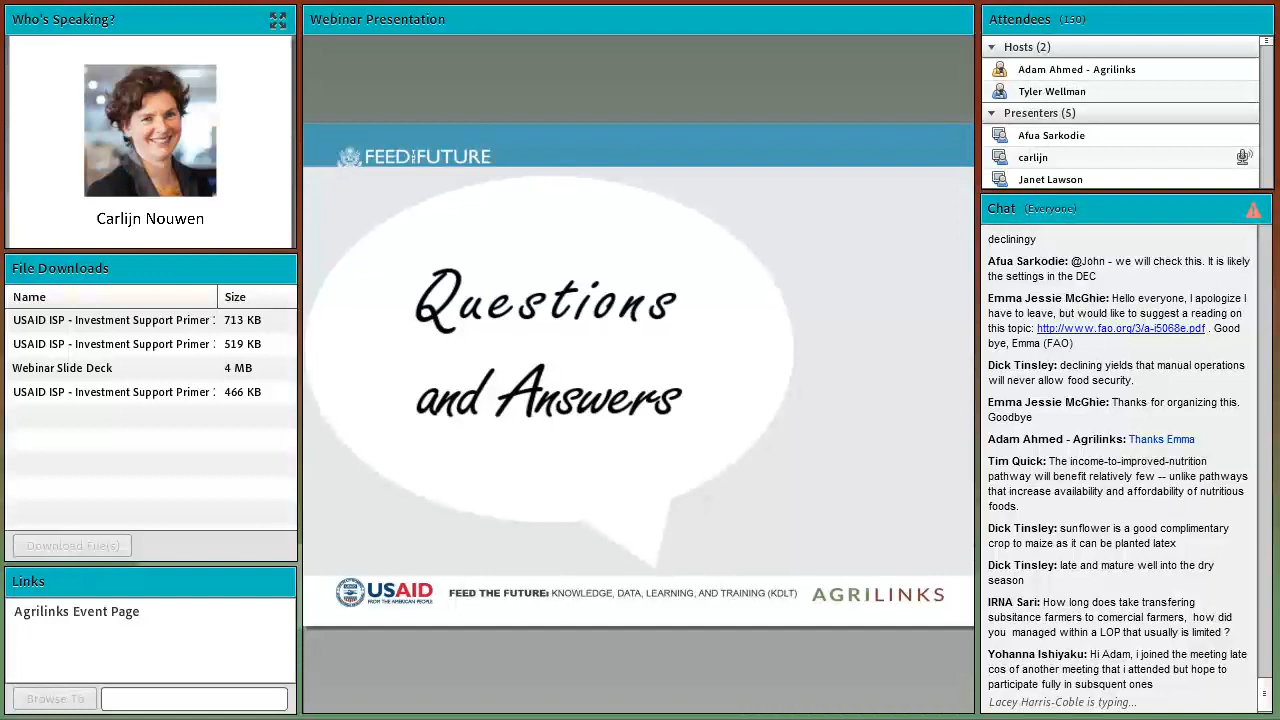 Who's Speaking?
Carlijn Nouwen
File Downloads
Name Size
USAID ISP - Investment Support Primer 713 KB
USAID ISP - Investment Support Primer 519 KB
Webinar Slide Deck 4 MB
USAID ISP - Investment Support Primer 466 KB
Download File(s)
Links
Agrilinks Event Page
Browse To
Webinar Presentation
FEED THE FUTURE
Questions
and Answers
USAID
FROM THE AMERICAN PEOPLE
FEED THE FUTURE: KNOWLEDGE, DATA, LEARNING, AND TRAINING (KDLT)
AGRILINKS
Attendees (150)
Hosts (2)
Adam Ahmed - Agrilinks
Tyler Wellman
Presenters (5)
Afua Sarkodie
carlijn
Janet Lawson
Chat (Everyone)
decliningy
Afua Sarkodie: @John - we will check this. It is likely
the settings in the DEC
Emma Jessie McGhie: Hello everyone, I apologize I
have to leave, but would like to suggest a reading on
this topic: http://www.fao.org/3/a-i5068e.pdf . Good
bye, Emma (FAO)
Dick Tinsley: declining yields that manual operations
will never allow food security.
Emma Jessie McGhie: Thanks for organizing this.
Goodbye
Adam Ahmed - Agrilinks: Thanks Emma
Tim Quick: The income-to-improved-nutrition
pathway will benefit relatively few -- unlike pathways
that increase availability and affordability of nutritious
foods.
Dick Tinsley: sunflower is a good complimentary
crop to maize as it can be planted latex
Dick Tinsley: late and mature well into the dry
season
IRNA Sari: How long does take transfering
subsitance farmers to comercial farmers, how did
you managed within a LOP that usually is limited ?
Yohanna Ishiyaku: Hi Adam, i joined the meeting late
cos of another meeting that i attended but hope to
participate fully in subsquent ones
Lacey Harris-Coble is typing...